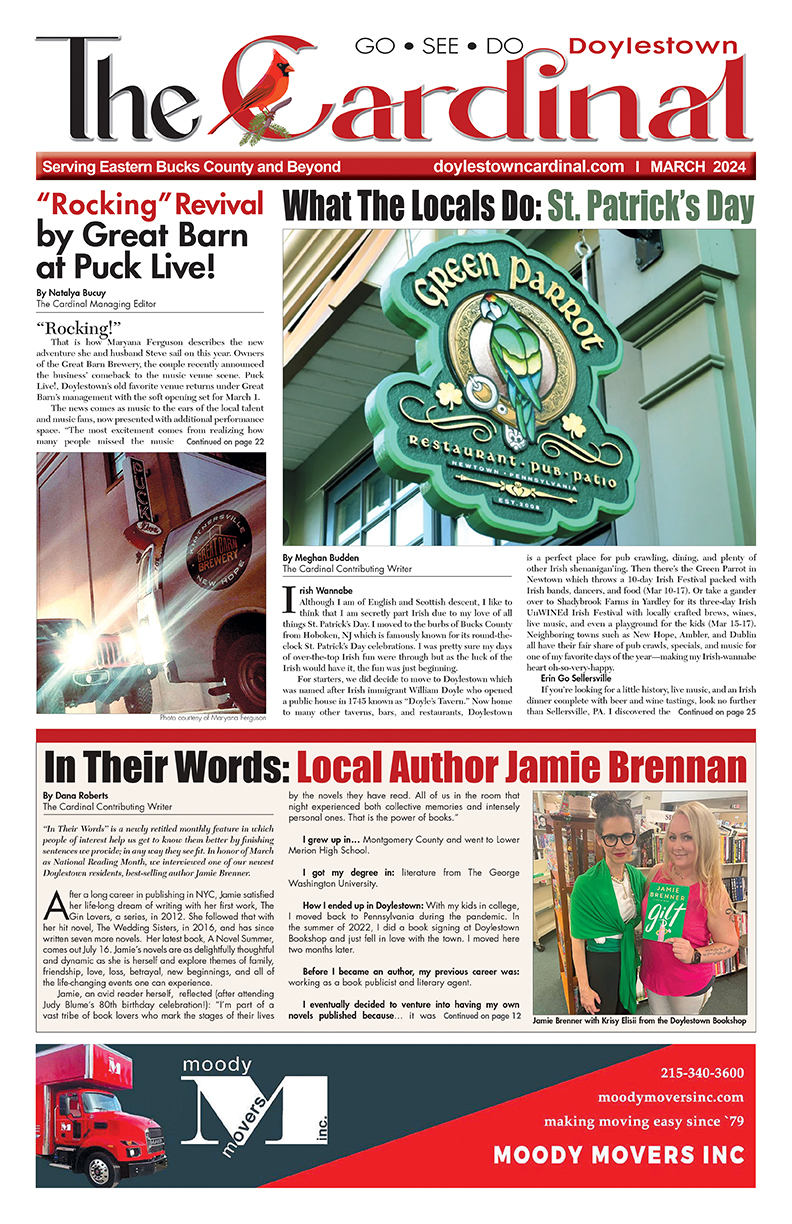 GO • SEE • DO Doylestown
The Cardinal
Serving Eastern Bucks County and Beyond doylestowncardinal.com I MARCH 2024
“Rocking” Revival
by Great Barn
at Puck Live!
By Natalya Bucuy
The Cardinal Managing Editor
“Rocking!”
That is how Maryana Ferguson describes the new
adventure she and husband Steve sail on this year. Owners
of the Great Barn Brewery, the couple recently announced
the business’ comeback to the music venue scene. Puck
Live!, Doylestown’s old favorite venue returns under Great
Barn’s management with the soft opening set for March 1.
The news comes as music to the ears of the local talent
and music fans, now presented with additional performance
space. “The most excitement comes from realizing how
many people missed the music Continued on page 22
PUCK
Live
KINTNERSVILLE
GREAT BARN
BREWERY
NEW HOPE
Photo courtesy of Maryana Ferguson
What The Locals Do: St. Patrick’s Day
GREEN PARROT
RESTAURANT · PUB · PATIO
NEWTOWN • PENNSYLVANIA
EST. 2008
By Meghan Budden
The Cardinal Contributing Writer
Irish Wannabe
Although I am of English and Scottish descent, I like to
think that I am secretly part Irish due to my love of all
things St. Patrick’s Day. I moved to the burbs of Bucks County
from Hoboken, NJ which is famously known for its round-the-
clock St. Patrick’s Day celebrations. I was pretty sure my days
of over-the-top Irish fun were through but as the luck of the
Irish would have it, the fun was just beginning.
For starters, we did decide to move to Doylestown which
was named after Irish immigrant William Doyle who opened
a public house in 1745 known as “Doyle’s Tavern.” Now home
to many other taverns, bars, and restaurants, Doylestown
is a perfect place for pub crawling, dining, and plenty of
other Irish shenanigan’ing. Then there’s the Green Parrot in
Newtown which throws a 10-day Irish Festival packed with
Irish bands, dancers, and food (Mar 10-17). Or take a gander
over to Shadybrook Farms in Yardley for its three-day Irish
UnWINEd Irish Festival with locally crafted brews, wines,
live music, and even a playground for the kids (Mar 15-17).
Neighboring towns such as New Hope, Ambler, and Dublin
all have their fair share of pub crawls, specials, and music for
one of my favorite days of the year—making my Irish-wannabe
heart oh-so-very-happy.
Erin Go Sellersville
If you’re looking for a little history, live music, and an Irish
dinner complete with beer and wine tastings, look no further
than Sellersville, PA. I discovered the Continued on page 25
In Their Words: Local Author Jamie Brennan
By Dana Roberts
The Cardinal Contributing Writer
“In Their Words” is a newly retitled monthly feature in which
people of interest help us get to know them better by finishing
sentences we provide; in any way they see fit. In honor of March
as National Reading Month, we interviewed one of our newest
Doylestown residents, best-selling author Jamie Brenner.
After a long career in publishing in NYC, Jamie satisfied
her life-long dream of writing with her first work, The
Gin Lovers, a series, in 2012. She followed that with
her hit novel, The Wedding Sisters, in 2016, and has since
written seven more novels. Her latest book, A Novel Summer,
comes out July 16. Jamie’s novels are as delightfully thoughtful
and dynamic as she is herself and explore themes of family,
friendship, love, loss, betrayal, new beginnings, and all of
the life-changing events one can experience.
Jamie, an avid reader herself, reflected (after attending
Judy Blume’s 80th birthday celebration!): “I’m part of a
vast tribe of book lovers who mark the stages of their lives
by the novels they have read. All of us in the room that
night experienced both collective memories and intensely
personal ones. That is the power of books.”
I grew up in… Montgomery County and went to Lower
Merion High School.
I got my degree in: literature from The George
Washington University.
How I ended up in Doylestown: With my kids in college,
I moved back to Pennsylvania during the pandemic. In
the summer of 2022, I did a book signing at Doylestown
Bookshop and just fell in love with the town. I moved here
two months later.
Before I became an author, my previous career was:
working as a book publicist and literary agent.
I eventually decided to venture into having my own
novels published because… it was Continued on page 12
JAMIE
BRENNER
gilt
Jamie Brenner with Krisy Elisii from the Doylestown Bookshop
moody
M
movers
inc.
215-340-3600
moodymoversinc.com
making moving easy since `79
MOODY MOVERS INC